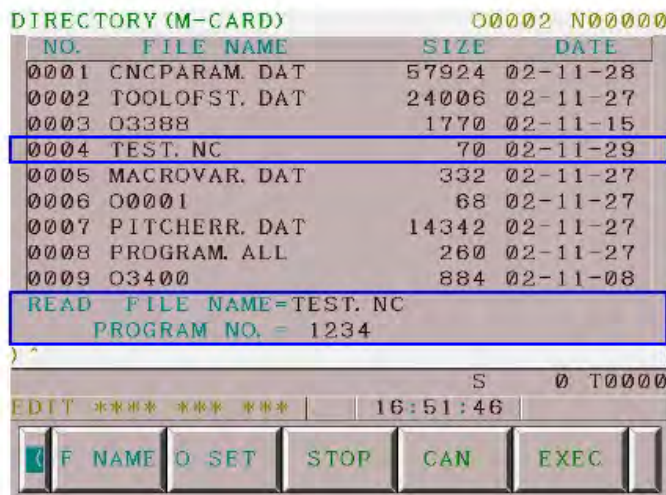 DIRECTORY (M-CARD) O0002 N00000
NO. FILE NAME SIZE DATE
0001 CNCPARAM. DAT 57924 02-11-28
0002 TOOLOFST. DAT 24006 02-11-27
0003 O3388 1770 02-11-15
0004 TEST. NC 70 02-11-29
0005 MACROVAR. DAT 332 02-11-27
0006 O0001 68 02-11-27
0007 PITCHERR. DAT 14342 02-11-27
0008 PROGRAM. ALL 260 02-11-27
0009 O3400 884 02-11-08
READ FILE NAME=TEST. NC
PROGRAM NO. = 1234
) ^
S 0 T0000
EDIT **** *** *** 16:51:46
F NAME O SET STOP CAN EXEC